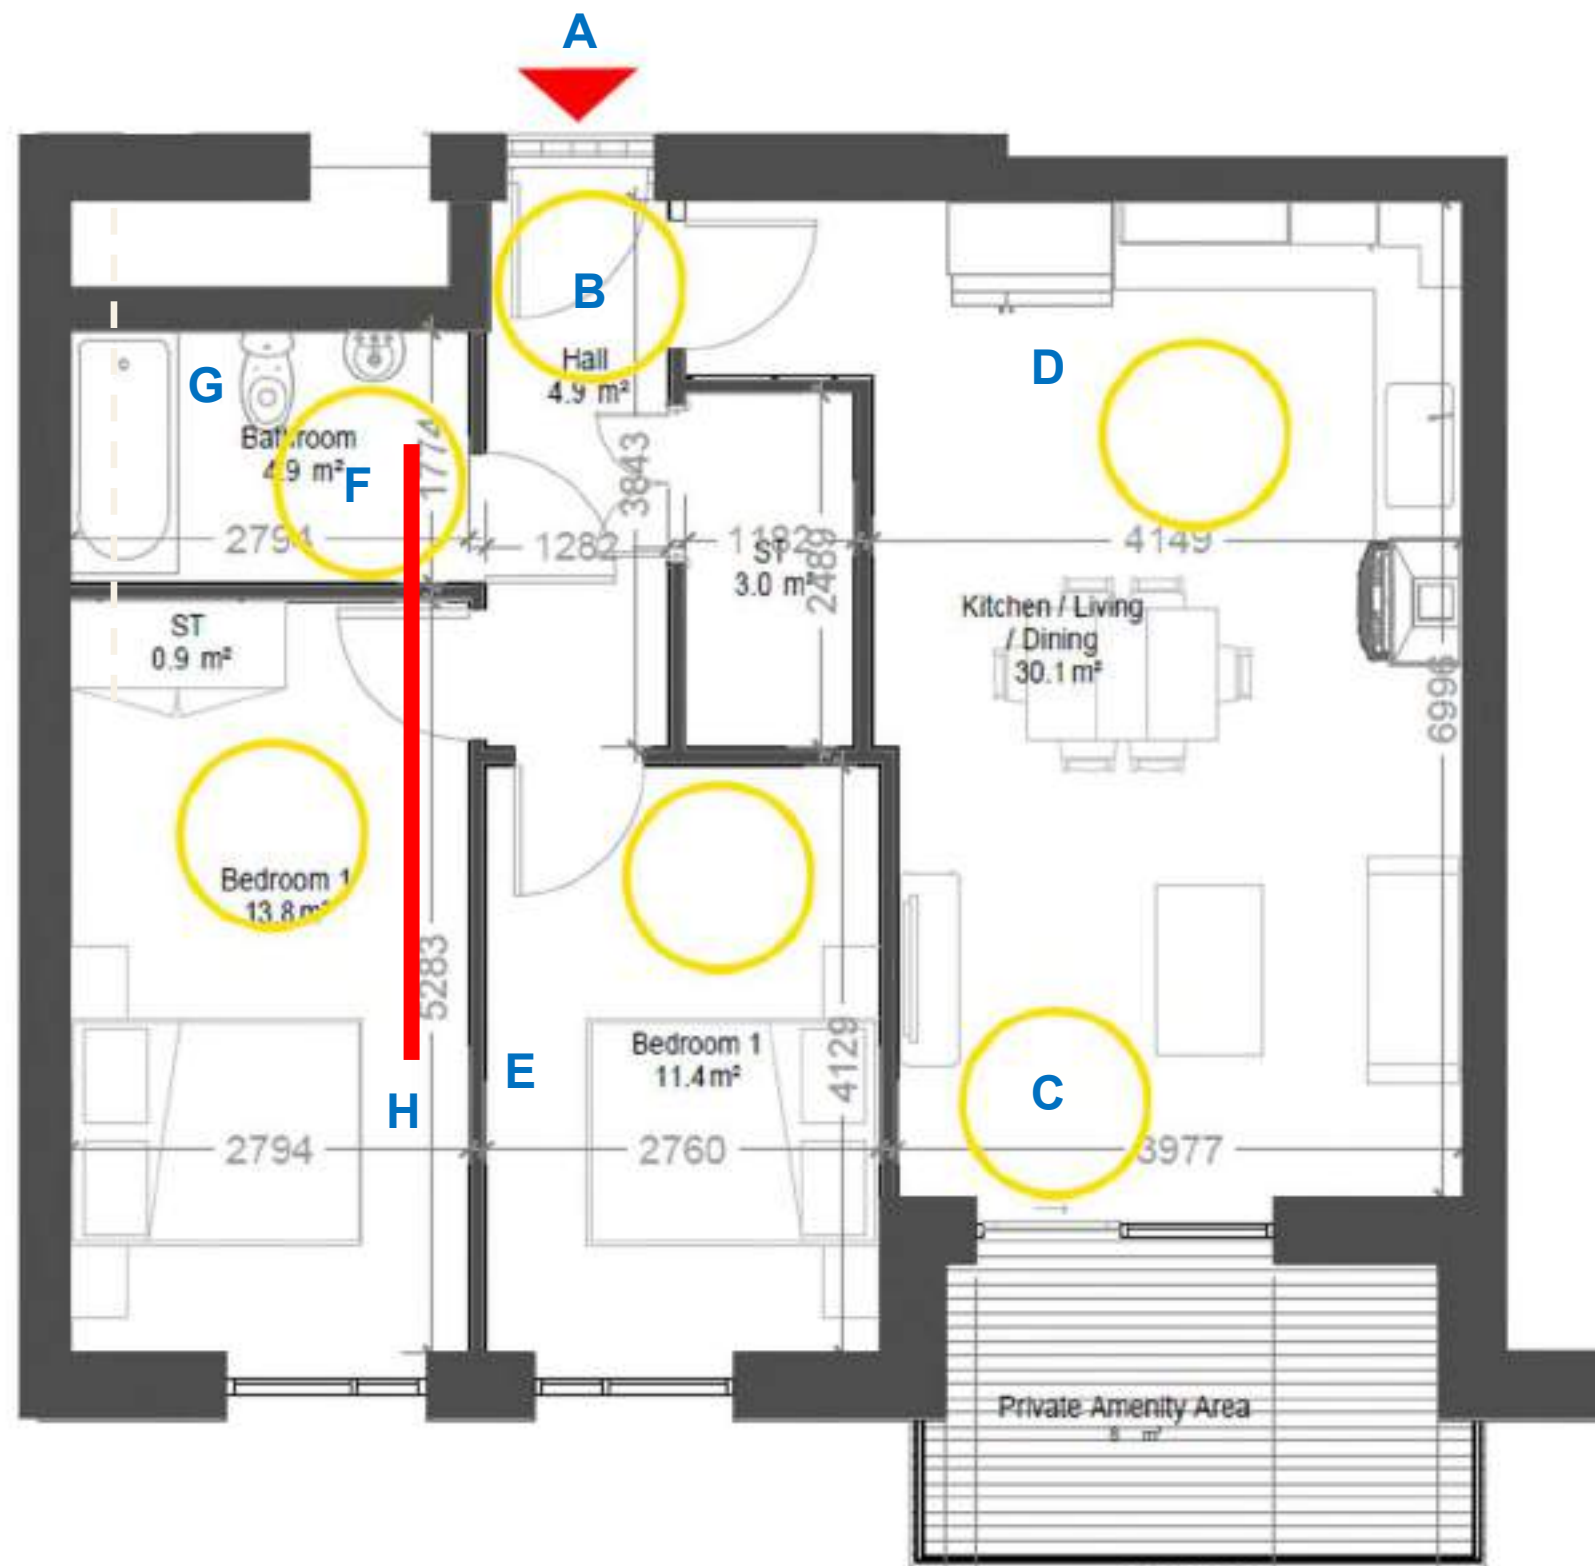 A
B
Hall
4.9 m²
D
G
Bathroom
4.9 m²
F
1774
3843
2794
1282
1182
2489
4149
ST
3.0 m²
ST
0.9 m²
Kitchen / Living
/ Dining
30.1 m²
6996
Bedroom 1
13.8 m²
5283
Bedroom 1
11.4 m²
4129
E
C
H
2794
2760
3977
Private Amenity Area
m²